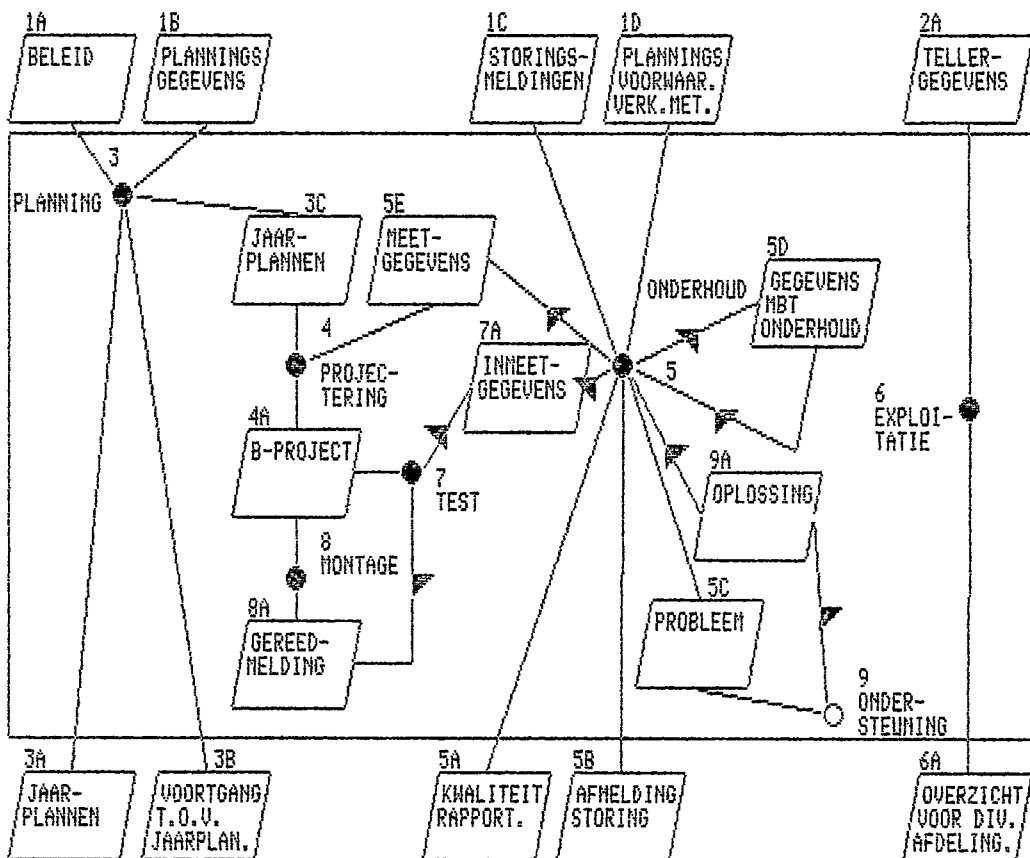 1A
BELEID
1B
PLANNINGS
GEGEVENS
1C
STORINGS-
MELDINGEN
1D
PLANNINGS
VOORWAAR.
VERK.MET.
2A
TELLER-
GEGEVENS
3
PLANNING
3C
JAAR-
PLANNEN
5E
MEET-
GEGEVENS
5D
GEGEVENS
MBT
ONDERHOUD
ONDERHOUD
4
PROJEC-
TERING
7A
INMEET-
GEGEVENS
5
6
EXPLOI-
TATIE
4A
B-PROJECT
7
TEST
9A
OPLOSSING
8
MONTAGE
8A
GEREED-
MELDING
5C
PROBLEEM
9
ONDER-
STEUNING
3A
JAAR-
PLANNEN
3B
VOORTGANG
T.O.V.
JAARPLAN.
5A
KWALITEIT
RAPPORT.
5B
AFMELDING
STORING
6A
OVERZICHT
VOOR DIV.
AFDELING.